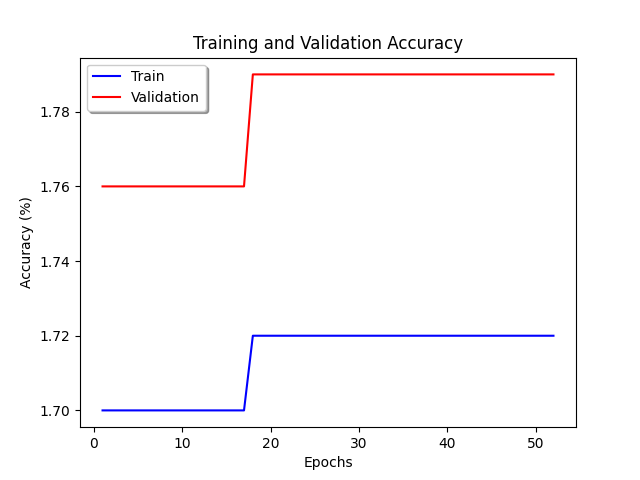 Training and Validation Accuracy
Train
Validation
Accuracy (%)
1.78
1.76
1.74
1.72
1.70
0 10 20 30 40 50
Epochs